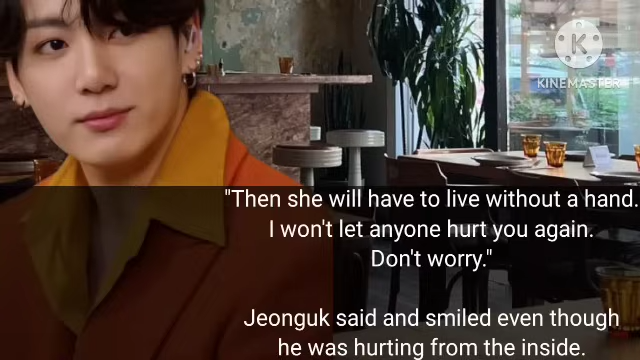 K
KINEMASTER
"Then she will have to live without a hand.
I won't let anyone hurt you again.
Don't worry."
Jeonguk said and smiled even though
he was hurting from the inside.